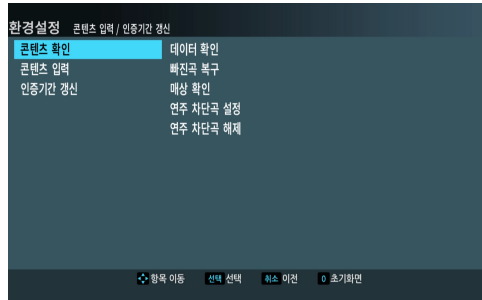 환경설정 콘텐츠 입력 / 인증기간 갱신
콘텐츠 확인 데이터 확인
콘텐츠 입력 빠진곡 복구
인증기간 갱신 매상 확인
연주 차단곡 설정
연주 차단곡 해제
항목 이동 선택 선택 취소 이전 0 초기화면